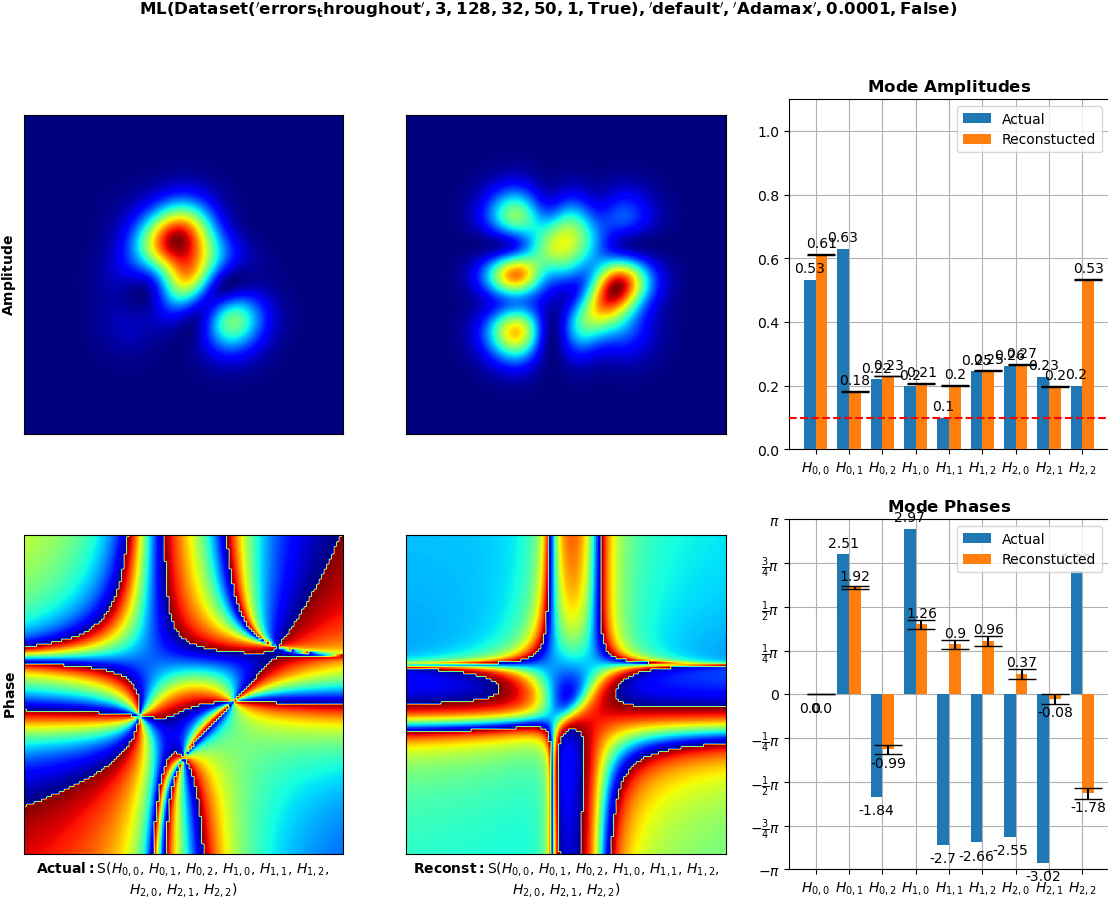 ML(Dataset('errors_throughout', 3, 128, 32, 50, 1, True), 'default', 'Adamax', 0.0001, False)
Amplitude
Mode Amplitudes
Actual
Reconstucted
1.0
0.8
0.6
0.4
0.2
0.0
0.53
0.61
0.63
0.18
0.22
0.23
0.2
0.21
0.1
0.2
0.25
0.25
0.26
0.27
0.23
0.2
0.2
0.53
H0,0 H0,1 H0,2 H1,0 H1,1 H1,2 H2,0 H2,1 H2,2
Phase
Actual: S(H0,0, H0,1, H0,2, H1,0, H1,1, H1,2,
H2,0, H2,1, H2,2)
Reconst: S(H0,0, H0,1, H0,2, H1,0, H1,1, H1,2,
H2,0, H2,1, H2,2)
Mode Phases
Actual
Reconstucted
π
3/4π
1/2π
1/4π
0
−1/4π
−1/2π
−3/4π
−π
0.0
0.0
2.51
1.92
-1.84
-0.99
2.97
1.26
-2.7
0.9
-2.66
0.96
-2.55
0.37
-3.02
-0.08
-1.78
H0,0 H0,1 H0,2 H1,0 H1,1 H1,2 H2,0 H2,1 H2,2